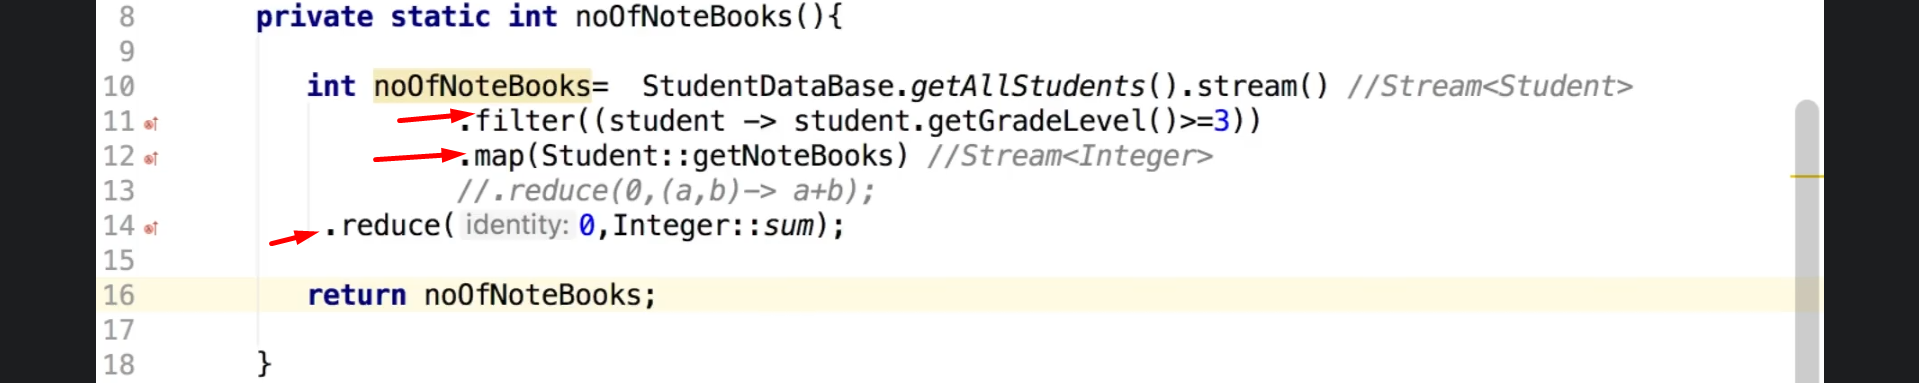 8 private static int noOfNoteBooks(){
9
10 int noOfNoteBooks=  StudentDataBase.getAllStudents().stream() //Stream<Student>
11 .filter((student -> student.getGradeLevel()>=3))
12 .map(Student::getNoteBooks) //Stream<Integer>
13 //.reduce(0,(a,b)-> a+b);
14 .reduce( identity: 0,Integer::sum);
15
16 return noOfNoteBooks;
17
18 }